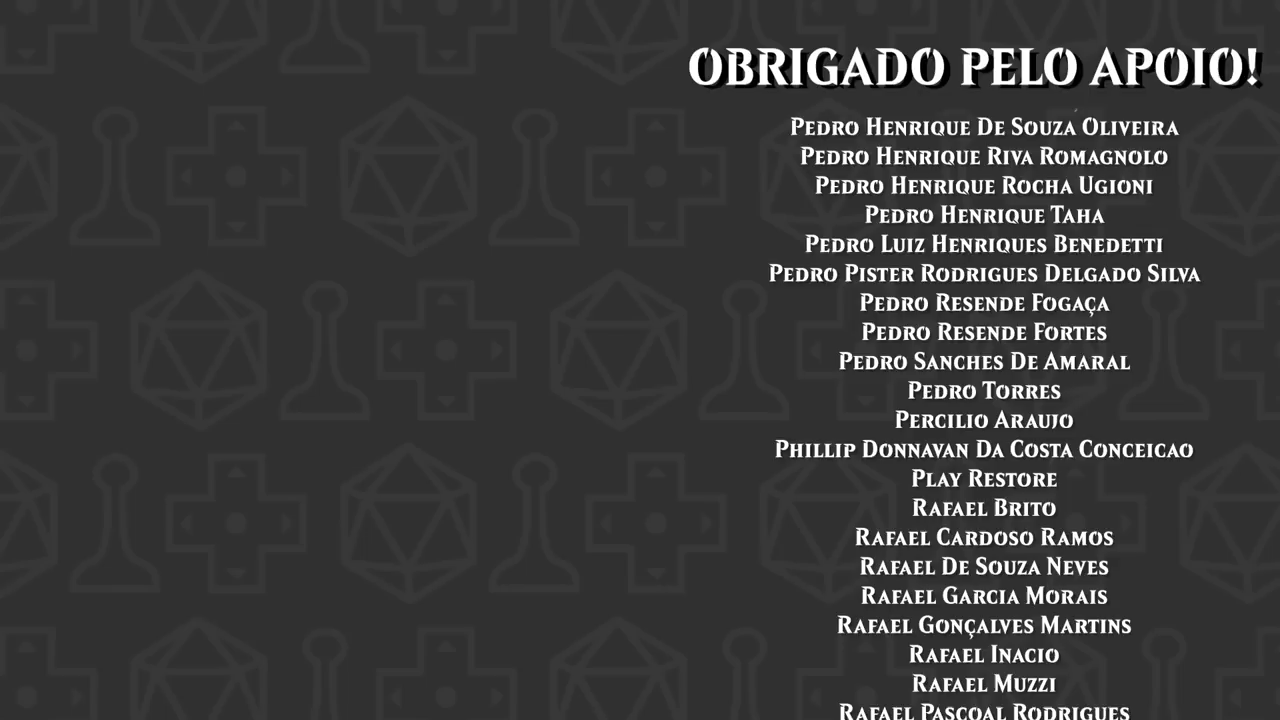 OBRIGADO PELO APOIO!
PEDRO HENRIQUE DE SOUZA OLIVEIRA
PEDRO HENRIQUE RIVA ROMAGNOLO
PEDRO HENRIQUE ROCHA UGIONI
PEDRO HENRIQUE TAHA
PEDRO LUIZ HENRIQUES BENEDETTI
PEDRO PISTER RODRIGUES DELGADO SILVA
PEDRO RESENDE FOGAÇA
PEDRO RESENDE FORTES
PEDRO SANCHES DE AMARAL
PEDRO TORRES
PERCILIO ARAUJO
PHILLIP DONNAVAN DA COSTA CONCEICAO
PLAY RESTORE
RAFAEL BRITO
RAFAEL CARDOSO RAMOS
RAFAEL DE SOUZA NEVES
RAFAEL GARCIA MORAIS
RAFAEL GONÇALVES MARTINS
RAFAEL INACIO
RAFAEL MUZZI
RAFAEL PASCOAL RODRIGUES